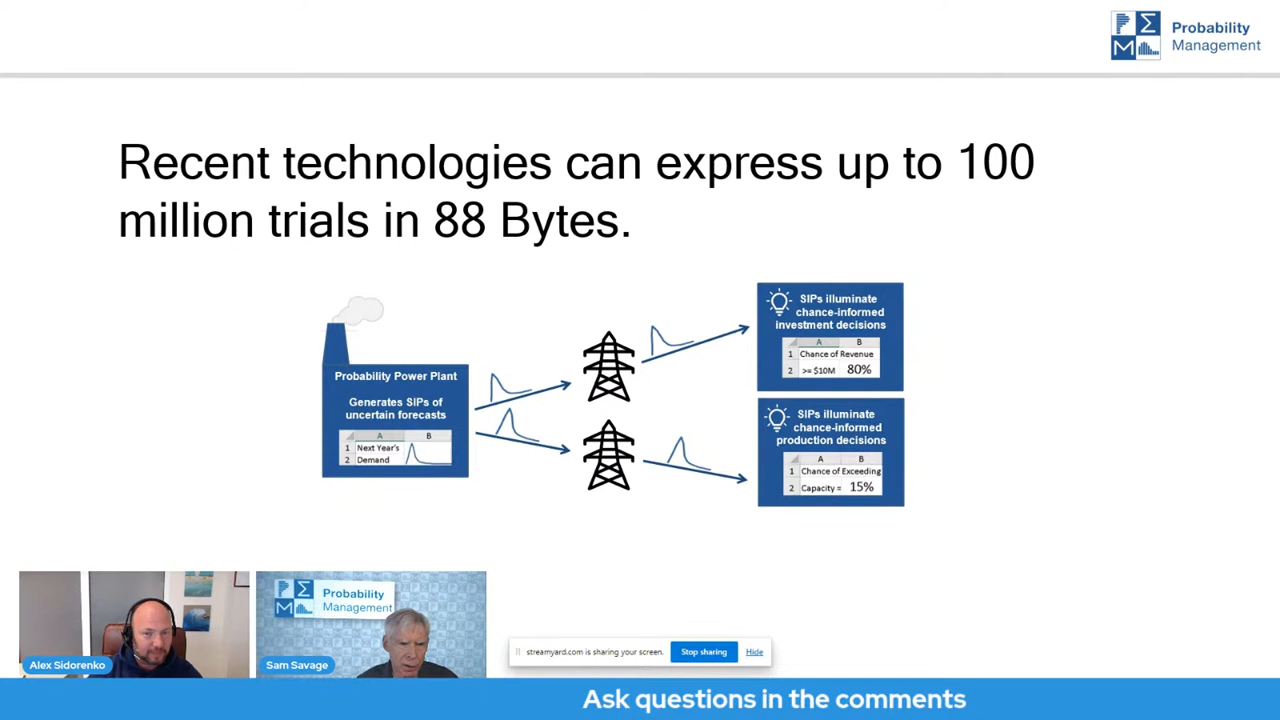 Probability
Management
Recent technologies can express up to 100
million trials in 88 Bytes.
Probability Power Plant
Generates SIPs of
uncertain forecasts
A B
1 Next Year's
2 Demand
SIPs illuminate
chance-informed
investment decisions
A B
1 Chance of Revenue
2 >= $10M 80%
SIPs illuminate
chance-informed
production decisions
A B
1 Chance of Exceeding
2 Capacity = 15%
Probability
Management
Alex Sidorenko
Sam Savage
streamyard.com is sharing your screen.
Stop sharing
Hide
Ask questions in the comments